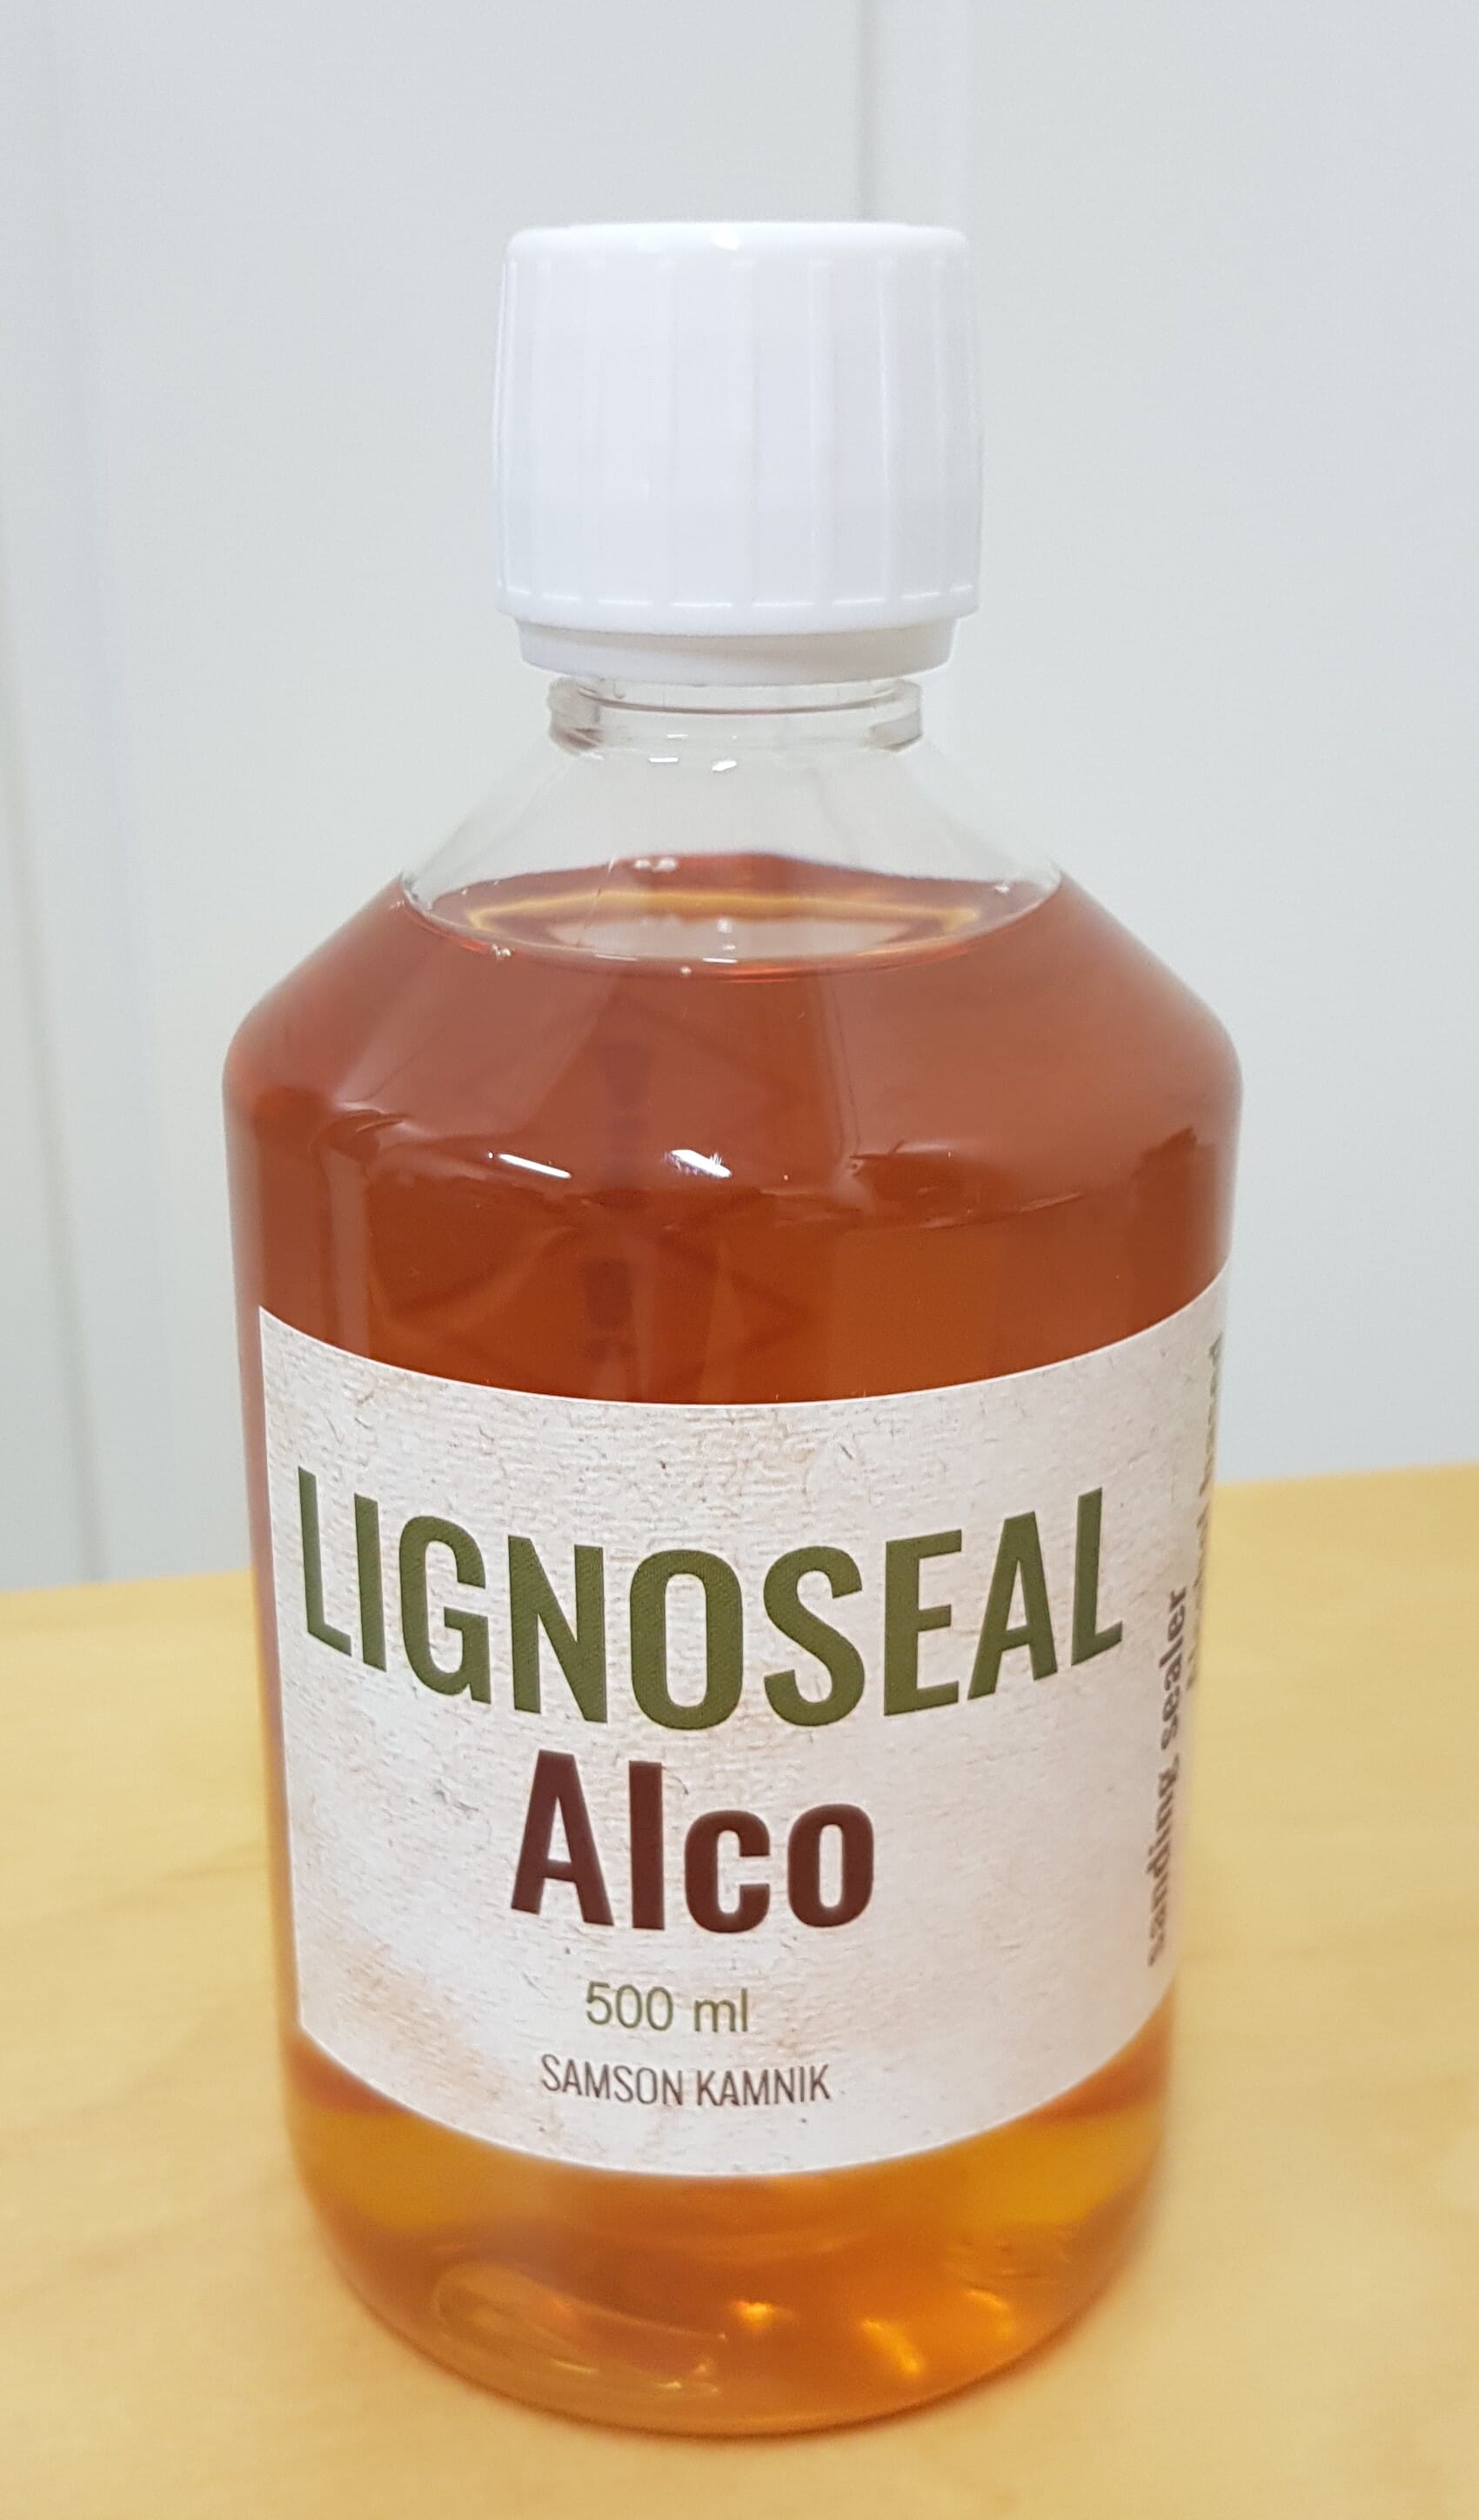 LIGNOSEAL
Alco
500 ml
SAMSON KAMNIK
sanding sealer